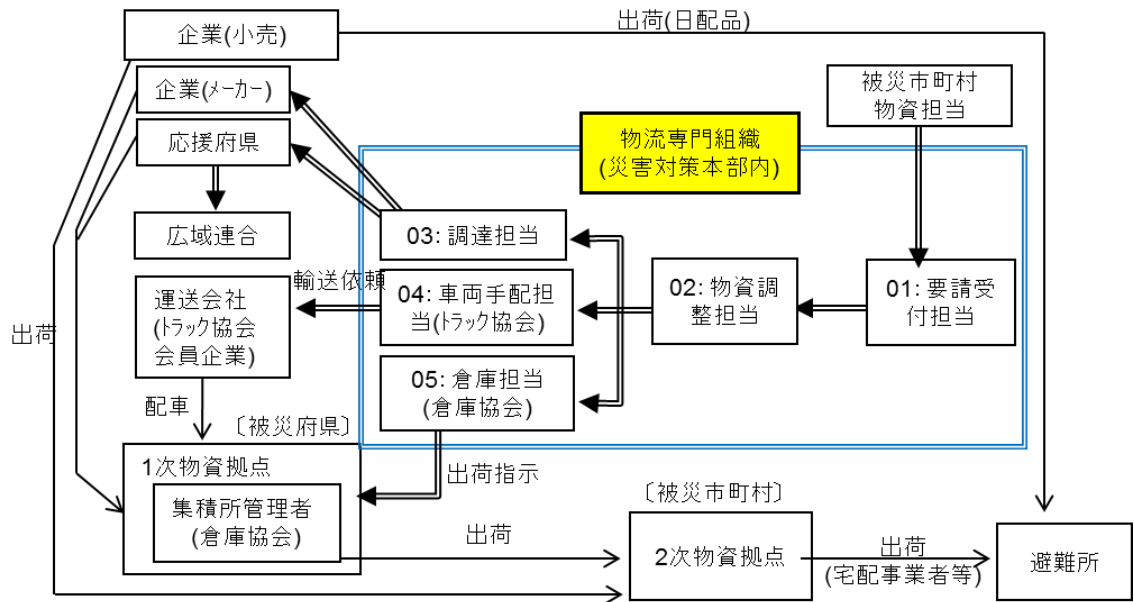 企業(小売)
出荷(日配品)
企業(メーカー)
被災市町村
物資担当
応援府県
物流専門組織
(災害対策本部内)
広域連合
03: 調達担当
輸送依頼
運送会社
(トラック協会
会員企業)
04: 車両手配担
当(トラック協会)
02: 物資調
整担当
01: 要請受
付担当
出荷
05: 倉庫担当
(倉庫協会)
配車
〔被災府県〕
1次物資拠点
出荷指示
集積所管理者
(倉庫協会)
出荷
〔被災市町村〕
2次物資拠点
出荷
(宅配事業者等)
避難所